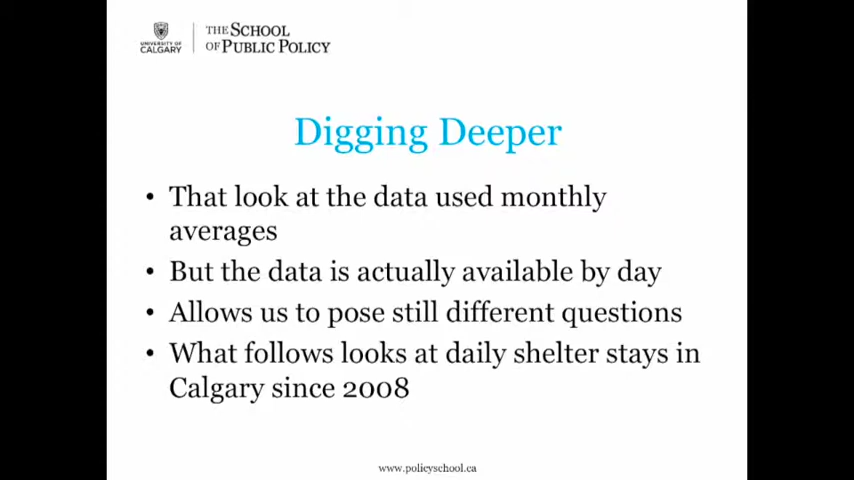 UNIVERSITY OF
CALGARY
THE SCHOOL
OF PUBLIC POLICY
Digging Deeper
• That look at the data used monthly
averages
• But the data is actually available by day
• Allows us to pose still different questions
• What follows looks at daily shelter stays in
Calgary since 2008
www.policyschool.ca